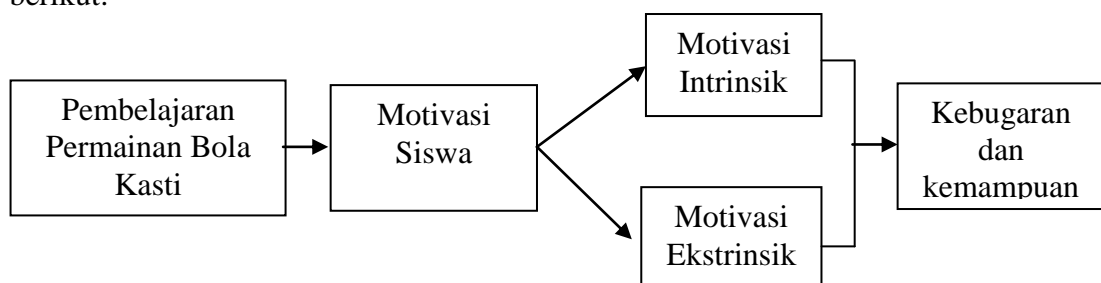 berikut:
Pembelajaran
Permainan Bola
Kasti
Motivasi
Siswa
Motivasi
Intrinsik
Motivasi
Ekstrinsik
Kebugaran
dan
kemampuan